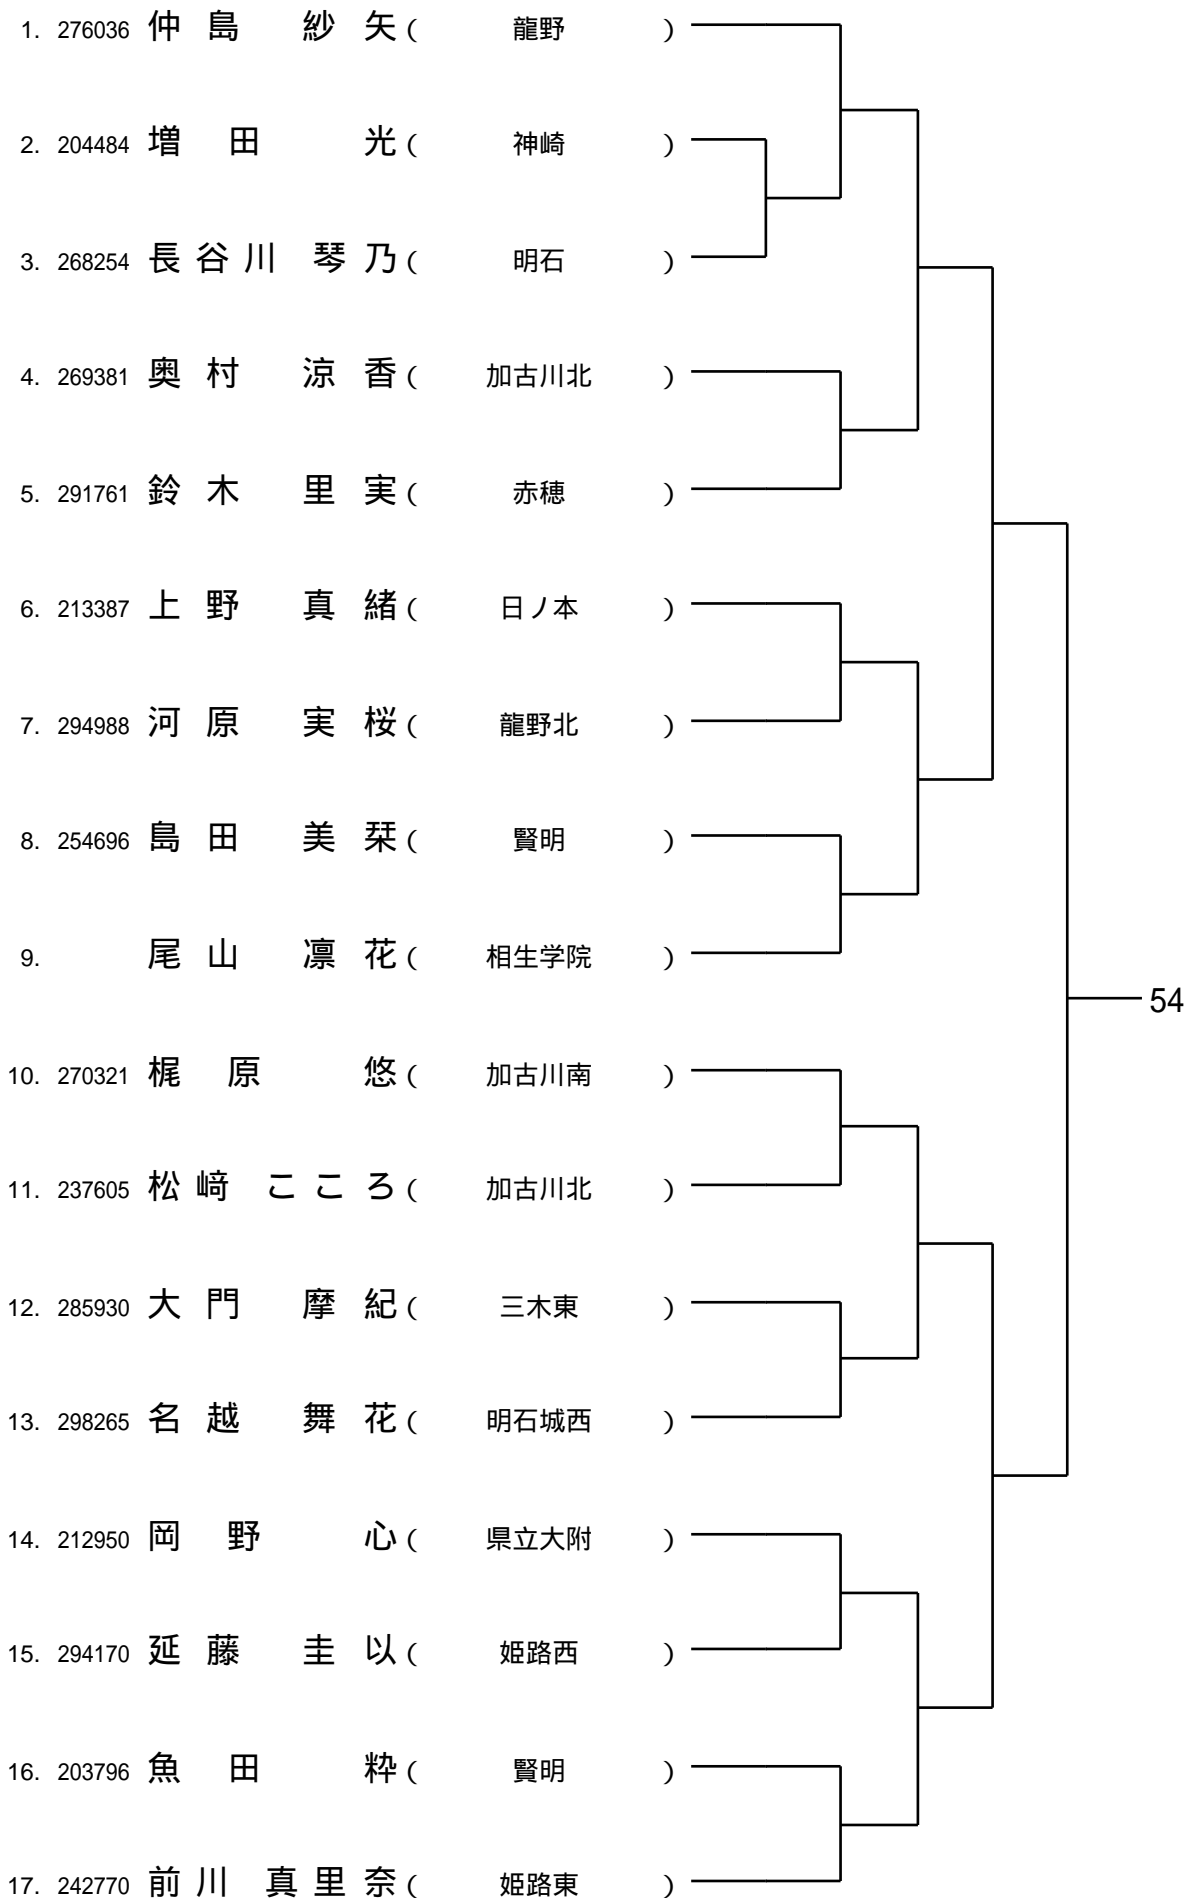 1. 276036 仲島 紗矢 ( 龍野 )
2. 204484 増田 光 ( 神崎 )
3. 268254 長谷川 琴乃 ( 明石 )
4. 269381 奥村 涼香 ( 加古川北 )
5. 291761 鈴木 里実 ( 赤穂 )
6. 213387 上野 真緒 ( 日ノ本 )
7. 294988 河原 実桜 ( 龍野北 )
8. 254696 島田 美栞 ( 賢明 )
9. 尾山 凛花 ( 相生学院 )
54
10. 270321 梶原 悠 ( 加古川南 )
11. 237605 松﨑 こころ ( 加古川北 )
12. 285930 大門 摩紀 ( 三木東 )
13. 298265 名越 舞花 ( 明石城西 )
14. 212950 岡野 心 ( 県立大附 )
15. 294170 延藤 圭以 ( 姫路西 )
16. 203796 魚田 粋 ( 賢明 )
17. 242770 前川 真里奈 ( 姫路東 )